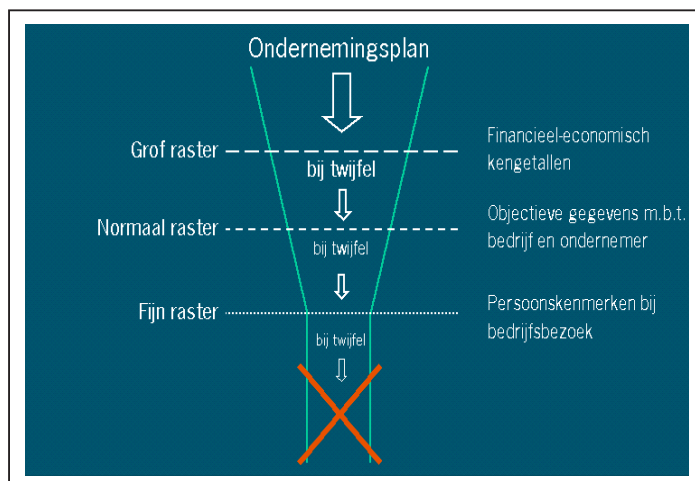 Ondernemingsplan
Grof raster
Financieel-economisch
kengetallen
bij twijfel
Normaal raster
Objectieve gegevens m.b.t.
bedrijf en ondernemer
bij twijfel
Fijn raster
Persoonskenmerken bij
bedrijfsbezoek
bij twijfel